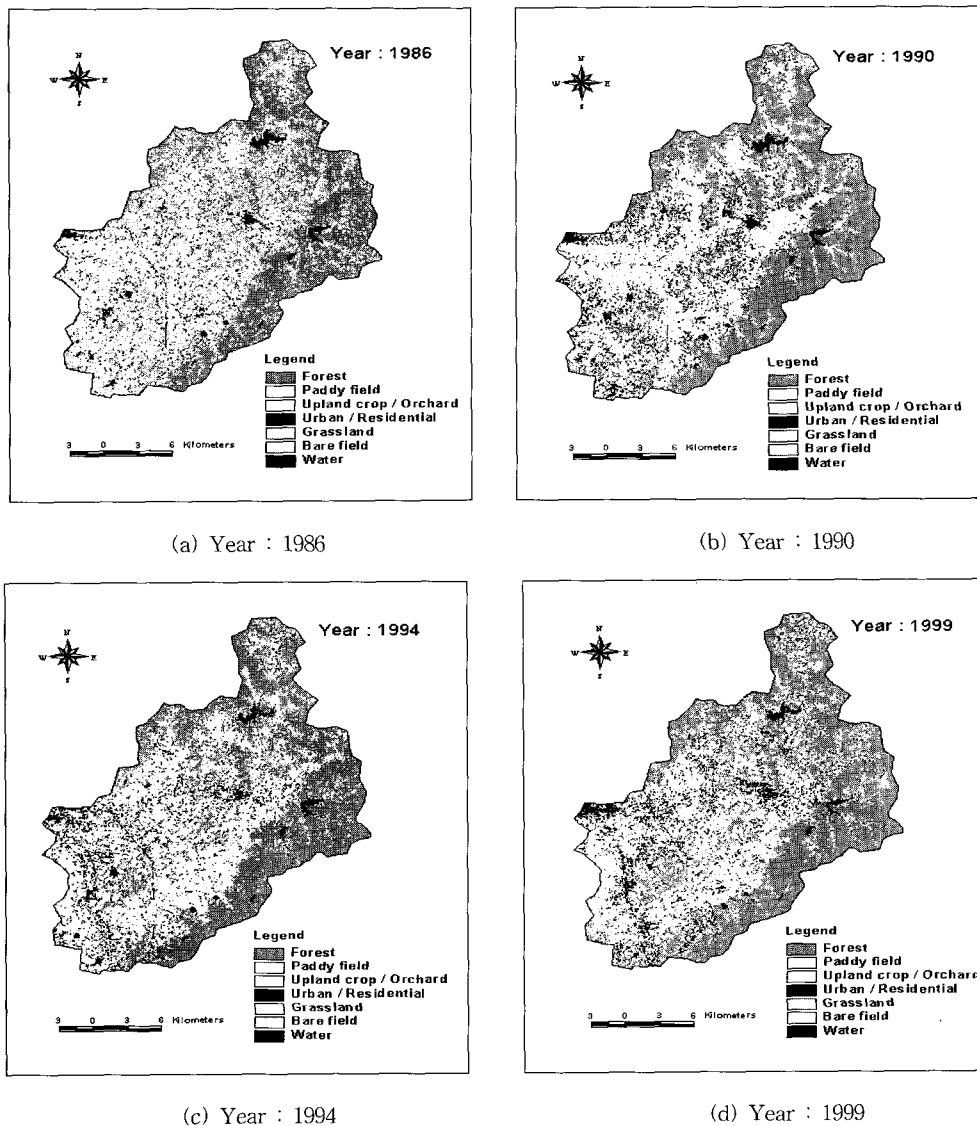 Year : 1986
N
W E
S
Legend
Forest
Paddy field
Upland crop / Orchard
Urban / Residential
Grassland
Bare field
Water
3 0 3 6 Kilometers
(a) Year : 1986
Year : 1990
N
W E
S
Legend
Forest
Paddy field
Upland crop / Orchard
Urban / Residential
Grassland
Bare field
Water
3 0 3 6 Kilometers
(b) Year : 1990
Year : 1994
N
W E
S
Legend
Forest
Paddy field
Upland crop / Orchard
Urban / Residential
Grassland
Bare field
Water
3 0 3 6 Kilometers
(c) Year : 1994
Year : 1999
N
W E
S
Legend
Forest
Paddy field
Upland crop / Orchard
Urban / Residential
Grassland
Bare field
Water
3 0 3 6 Kilometers
(d) Year : 1999